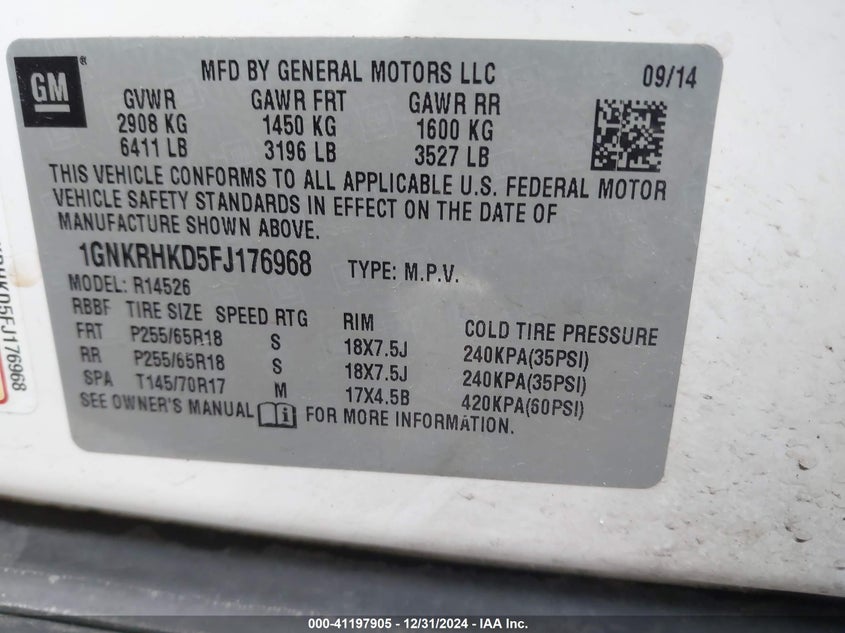 GM ®
MFD BY GENERAL MOTORS LLC 09/14
GVWR GAWR FRT GAWR RR
2908 KG 1450 KG 1600 KG
6411 LB 3196 LB 3527 LB
THIS VEHICLE CONFORMS TO ALL APPLICABLE U.S. FEDERAL MOTOR
VEHICLE SAFETY STANDARDS IN EFFECT ON THE DATE OF
MANUFACTURE SHOWN ABOVE.
1GNKRHKD5FJ176968 TYPE: M.P.V.
MODEL: R14526
RBBF TIRE SIZE SPEED RTG RIM COLD TIRE PRESSURE
FRT P255/65R18 S 18X7.5J 240KPA(35PSI)
RR P255/65R18 S 18X7.5J 240KPA(35PSI)
SPA T145/70R17 M 17X4.5B 420KPA(60PSI)
SEE OWNER'S MANUAL i FOR MORE INFORMATION.
KD5FJ176968
000-41197905 - 12/31/2024 - IAA Inc.